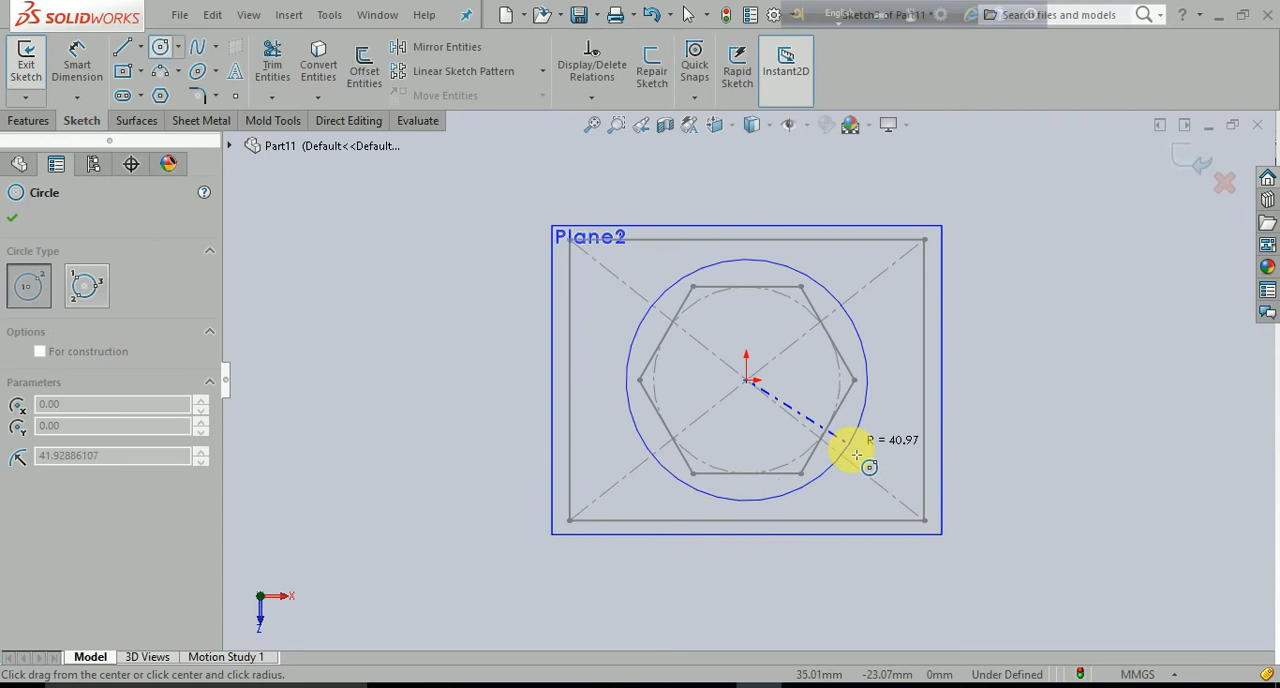 SOLIDWORKS File Edit View Insert Tools Window Help English Sketch2 of Part11 * Search files and models
Exit Sketch
Smart Dimension
Trim Entities
Convert Entities
Offset Entities
Mirror Entities
Linear Sketch Pattern
Move Entities
Display/Delete Relations
Repair Sketch
Quick Snaps
Rapid Sketch
Instant2D
Features Sketch Surfaces Sheet Metal Mold Tools Direct Editing Evaluate
Part11 (Default<<Default...
Circle
Circle Type
Options
For construction
Parameters
0.00
0.00
41.92886107
Plane2
R = 40.97
X
Z
Model 3D Views Motion Study 1
Click drag from the center or click center and click radius. 35.01mm -23.07mm 0mm Under Defined MMGS